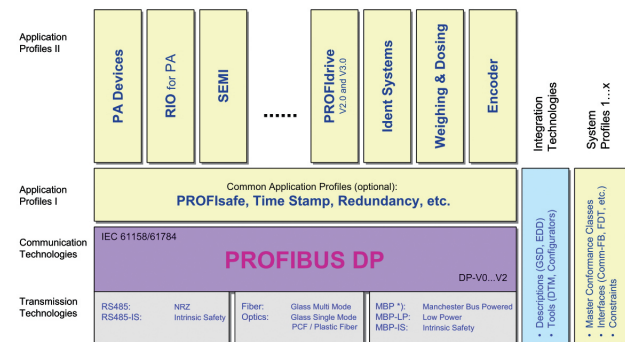 Application
Profiles II
PA Devices
RIO for PA
SEMI
......
PROFIdrive
V2.0 and V3.0
Ident Systems
Weighing & Dosing
Encoder
Integration
Technologies
System
Profiles 1…x
Application
Profiles I
Common Application Profiles (optional):
PROFIsafe, Time Stamp, Redundancy, etc.
Communication
Technologies
IEC 61158/61784
PROFIBUS DP
DP-V0...V2
Transmission
Technologies
RS485: NRZ
RS485-IS: Intrinsic Safety
Fiber: Glass Multi Mode
Optics: Glass Single Mode
PCF / Plastic Fiber
MBP *): Manchester Bus Powered
MBP-LP: Low Power
MBP-IS: Intrinsic Safety
• Descriptions (GSD, EDD)
• Tools (DTM, Configurators)
• Master Conformance Classes
• Interfaces (Comm-FB, FDT, etc.)
• Constraints